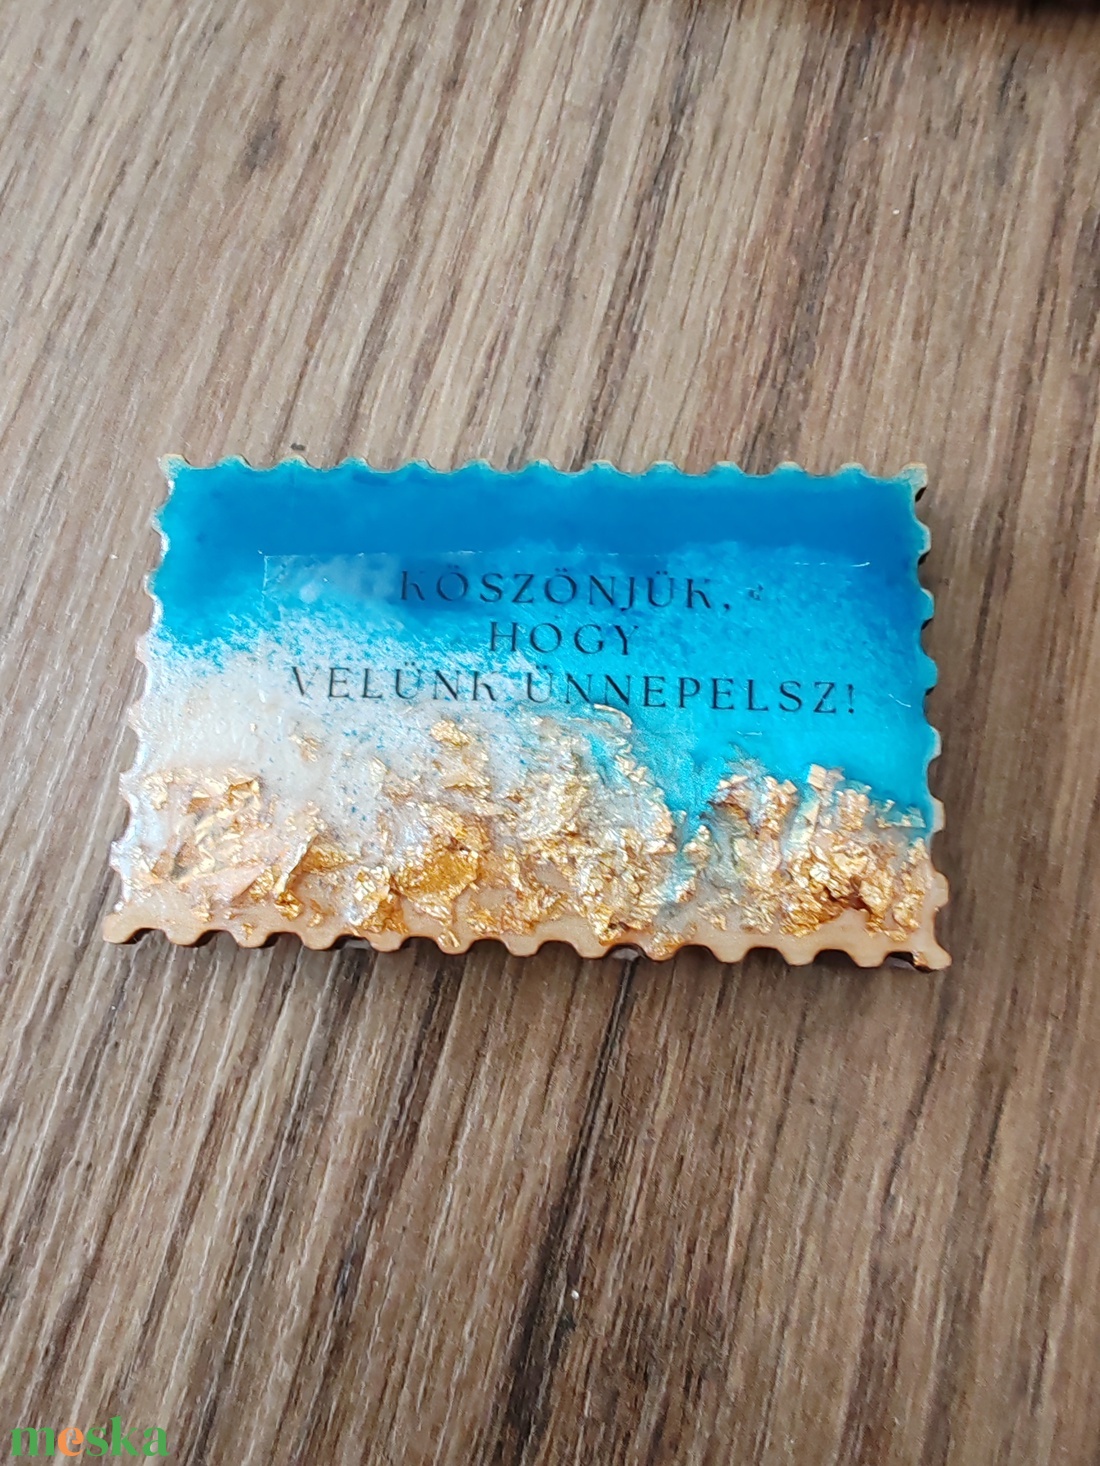 KÖSZÖNJÜK,
HOGY
VELÜNK ÜNNEPELSZ!
meska